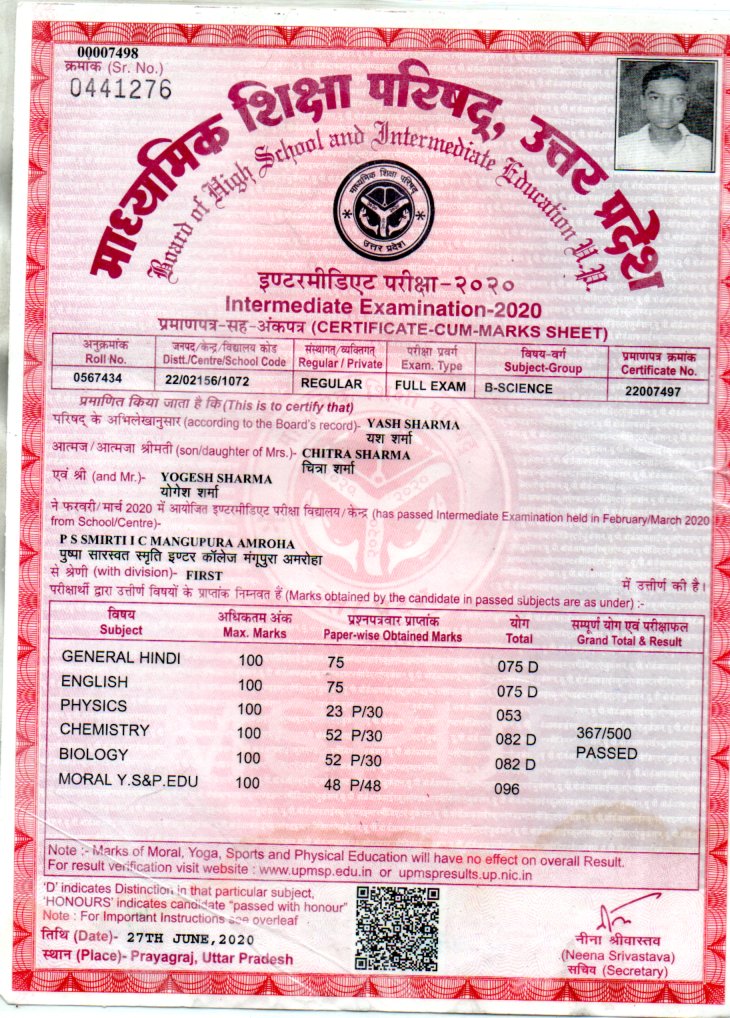 00007498
क्रमांक (Sr. No.)
0441276
माध्यमिक शिक्षा परिषद्, उत्तर प्रदेश
Board of High School and Intermediate Education U.P.
माध्यमिक शिक्षा परिषद्
उत्तर प्रदेश
इण्टरमीडिएट परीक्षा-२०२०
Intermediate Examination-2020
प्रमाणपत्र-सह-अंकपत्र (CERTIFICATE-CUM-MARKS SHEET)
अनुक्रमांक जनपद/केन्द्र/विद्यालय कोड संस्थागत/व्यक्तिगत परीक्षा प्रवर्ग विषय-वर्ग प्रमाणपत्र क्रमांक
Roll No. Distt./Centre/School Code Regular / Private Exam. Type Subject-Group Certificate No.
0567434 22/02156/1072 REGULAR FULL EXAM B-SCIENCE 22007497
प्रमाणित किया जाता है कि (This is to certify that)
परिषद् के अभिलेखानुसार (according to the Board's record)- YASH SHARMA
यश शर्मा
आत्मज / आत्मजा श्रीमती (son/daughter of Mrs.)- CHITRA SHARMA
चित्रा शर्मा
एवं श्री (and Mr.)- YOGESH SHARMA
योगेश शर्मा
ने फरवरी/मार्च 2020 में आयोजित इण्टरमीडिएट परीक्षा विद्यालय/केन्द्र (has passed Intermediate Examination held in February/March 2020
from School/Centre)-
P S SMIRTI I C MANGUPURA AMROHA
पुष्पा सारस्वत स्मृति इण्टर कॉलेज मंगूपुरा अमरोहा
से श्रेणी (with division)- FIRST में उत्तीर्ण की है।
परीक्षार्थी द्वारा उत्तीर्ण विषयों के प्राप्तांक निम्नवत हैं (Marks obtained by the candidate in passed subjects are as under) :-
विषय अधिकतम अंक प्रश्नपत्रवार प्राप्तांक योग सम्पूर्ण योग एवं परीक्षाफल
Subject Max. Marks Paper-wise Obtained Marks Total Grand Total & Result
GENERAL HINDI 100 75 075 D
ENGLISH 100 75 075 D
PHYSICS 100 23 P/30 053
CHEMISTRY 100 52 P/30 082 D 367/500
BIOLOGY 100 52 P/30 082 D PASSED
MORAL Y.S&P.EDU 100 48 P/48 096
Note :- Marks of Moral, Yoga, Sports and Physical Education will have no effect on overall Result.
For result verification visit website : www.upmsp.edu.in or upmspresults.up.nic.in
'D' indicates Distinction in that particular subject,
'HONOURS' indicates candidate "passed with honour"
Note : For Important Instructions see overleaf
तिथि (Date)- 27TH JUNE,2020
स्थान (Place)- Prayagraj, Uttar Pradesh
नीना श्रीवास्तव
(Neena Srivastava)
सचिव (Secretary)